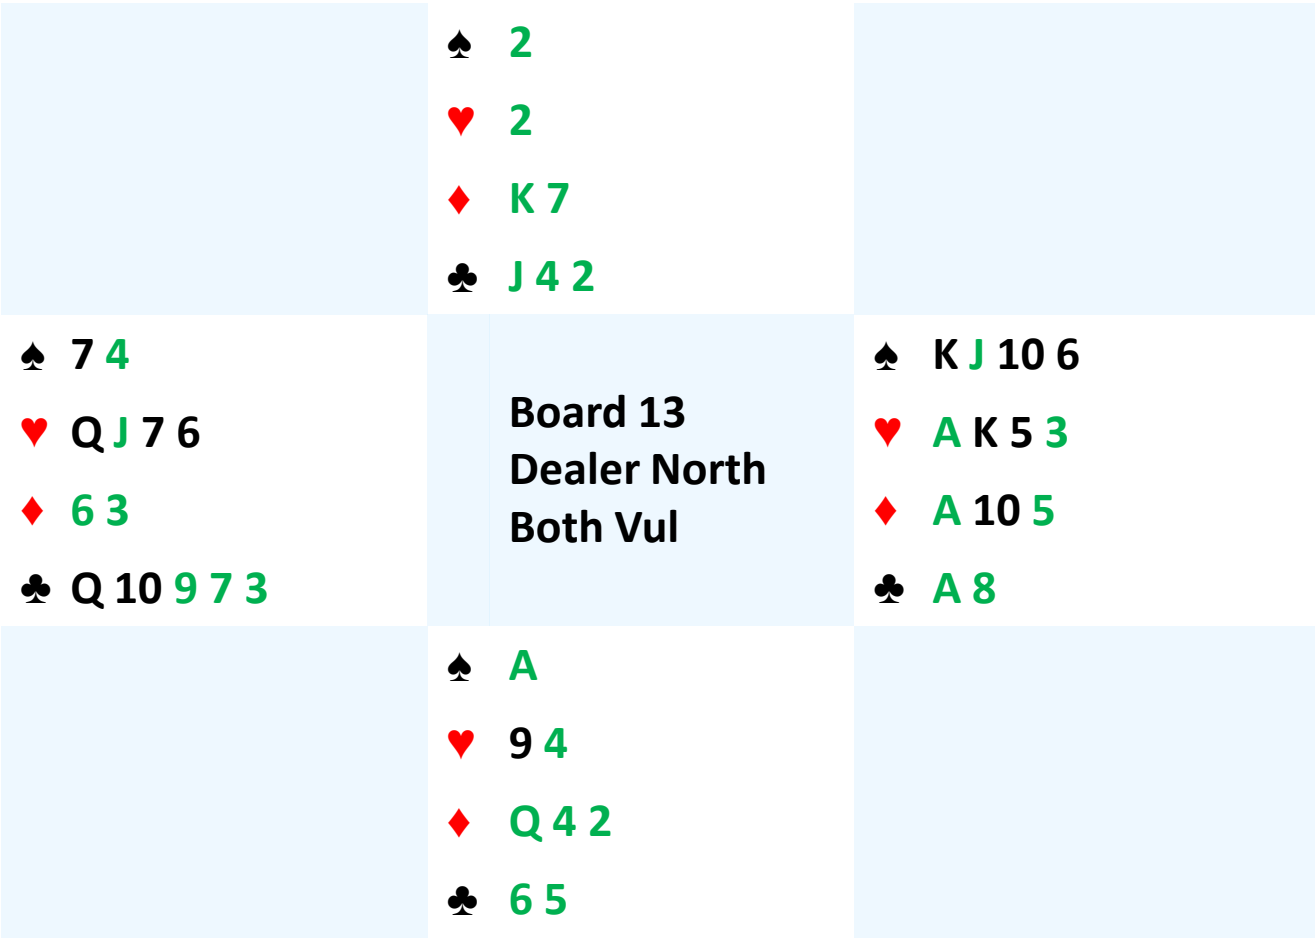 ♠ 2
♥ 2
♦ K 7
♣ J 4 2
♠ 7 4
♥ Q J 7 6
♦ 6 3
♣ Q 10 9 7 3
Board 13
Dealer North
Both Vul
♠ K J 10 6
♥ A K 5 3
♦ A 10 5
♣ A 8
♠ A
♥ 9 4
♦ Q 4 2
♣ 6 5